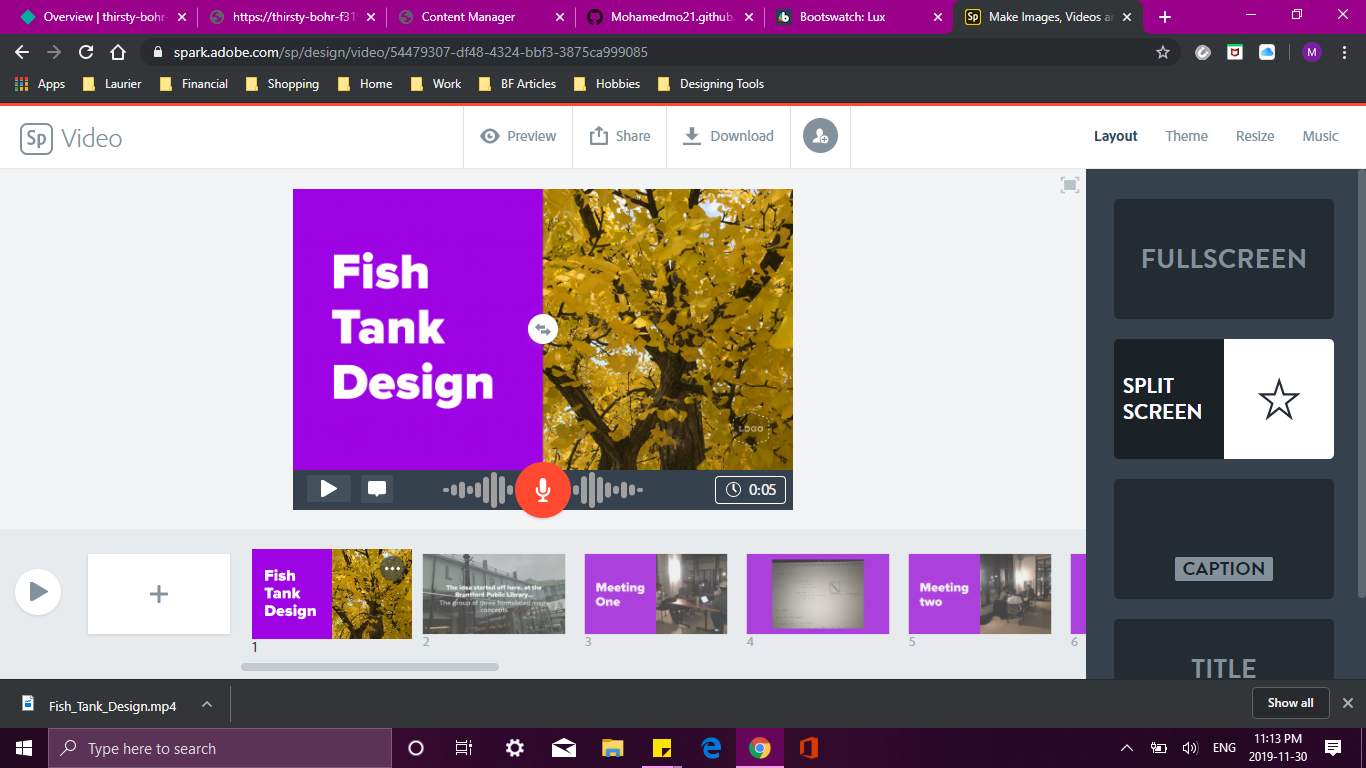 Overview | thirsty-bohr-
https://thirsty-bohr-f31
Content Manager
Mohamedmo21.github.
Bootswatch: Lux
Sp Make Images, Videos a
spark.adobe.com/sp/design/video/54479307-df48-4324-bbf3-3875ca999085
M
Apps
Laurier
Financial
Shopping
Home
Work
BF Articles
Hobbies
Designing Tools
Sp Video
Preview
Share
Download
Layout
Theme
Resize
Music
Fish
Tank
Design
LOGO
0:05
FULLSCREEN
SPLIT
SCREEN
CAPTION
TITLE
Fish
Tank
Design
1
The idea started off here, at the
Brantford Public Library...
The group of three formulated many
concepts
2
Meeting
One
3
4
Meeting
two
5
6
Fish_Tank_Design.mp4
Show all
Type here to search
ENG
11:13 PM
2019-11-30